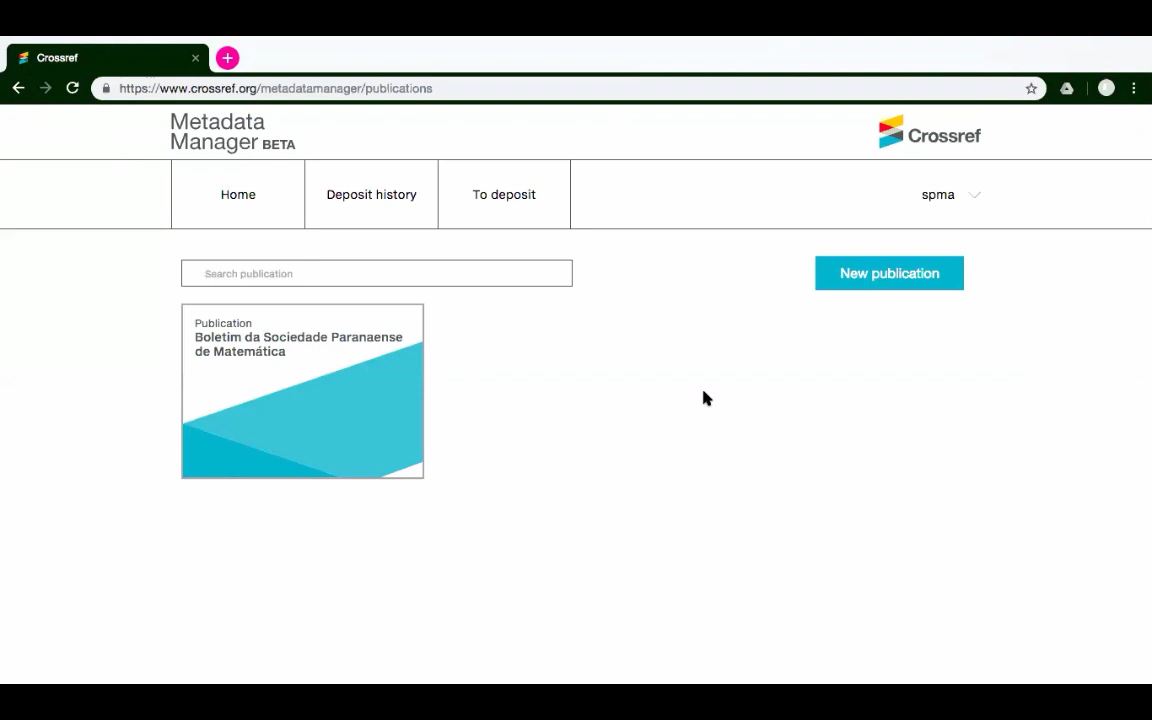 Crossref
https://www.crossref.org/metadatamanager/publications
Metadata
Manager BETA
Crossref
Home
Deposit history
To deposit
spma
Search publication
New publication
Publication
Boletim da Sociedade Paranaense
de Matemática